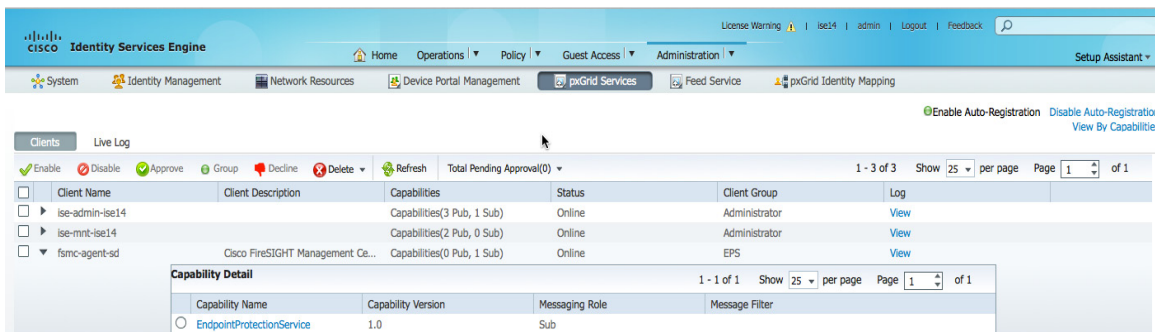 License Warning | ise14 | admin | Logout | Feedback
CISCO Identity Services Engine
Home Operations Policy Guest Access Administration
Setup Assistant
System Identity Management Network Resources Device Portal Management pxGrid Services Feed Service pxGrid Identity Mapping
Enable Auto-Registration Disable Auto-Registration
View By Capabilitie
Clients Live Log
Enable Disable Approve Group Decline Delete Refresh Total Pending Approval(0) 1 - 3 of 3 Show 25 per page Page 1 of 1
Client Name Client Description Capabilities Status Client Group Log
ise-admin-ise14 Capabilities(3 Pub, 1 Sub) Online Administrator View
ise-mnt-ise14 Capabilities(2 Pub, 0 Sub) Online Administrator View
fsmc-agent-sd Cisco FireSIGHT Management Ce... Capabilities(0 Pub, 1 Sub) Online EPS View
Capability Detail 1 - 1 of 1 Show 25 per page Page 1 of 1
Capability Name Capability Version Messaging Role Message Filter
EndpointProtectionService 1.0 Sub